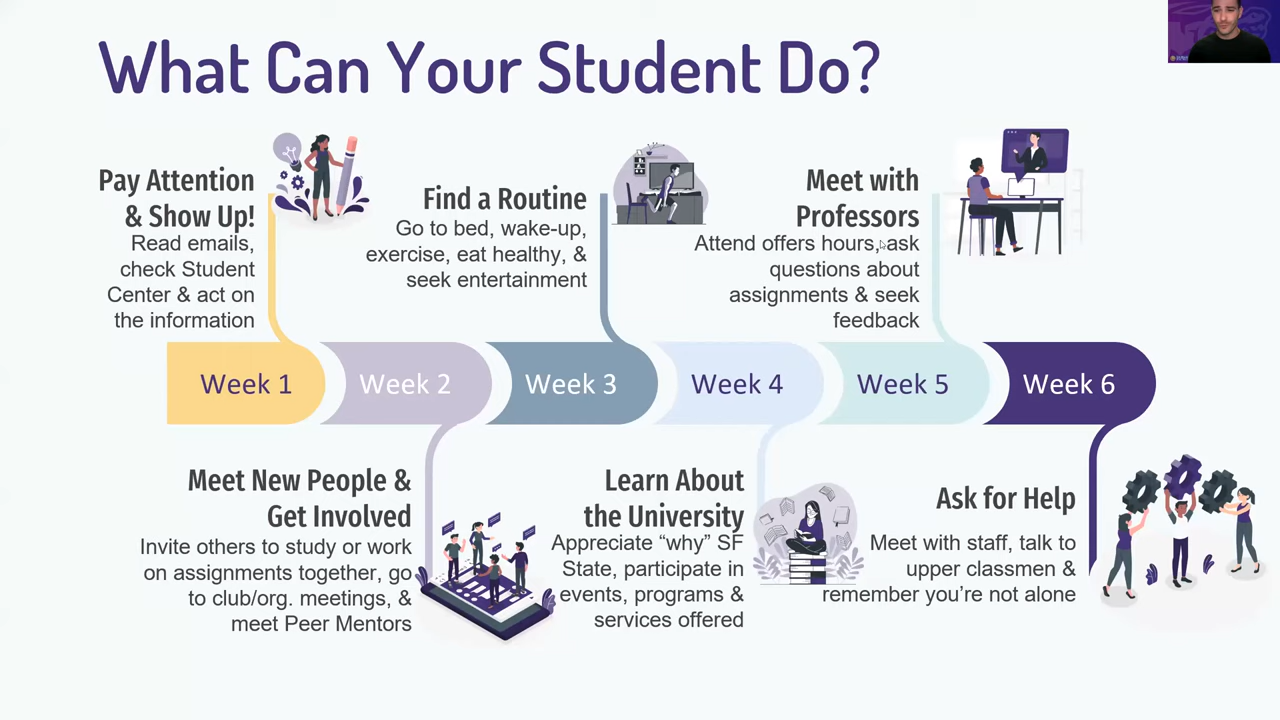 What Can Your Student Do?
Pay Attention
& Show Up!
Read emails,
check Student
Center & act on
the information
Find a Routine
Go to bed, wake-up,
exercise, eat healthy, &
seek entertainment
Meet with
Professors
Attend offers hours, ask
questions about
assignments & seek
feedback
Week 1
Week 2
Week 3
Week 4
Week 5
Week 6
Meet New People &
Get Involved
Invite others to study or work
on assignments together, go
to club/org. meetings, &
meet Peer Mentors
Learn About
the University
Appreciate “why” SF
State, participate in
events, programs &
services offered
Ask for Help
Meet with staff, talk to
upper classmen &
remember you’re not alone